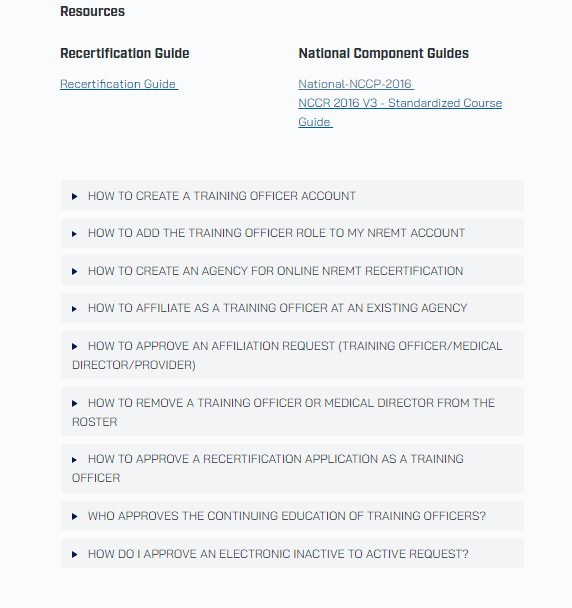 Resources
Recertification Guide
National Component Guides
Recertification Guide
National-NCCP-2016
NCCR 2016 V3 - Standardized Course
Guide
HOW TO CREATE A TRAINING OFFICER ACCOUNT
HOW TO ADD THE TRAINING OFFICER ROLE TO MY NREMT ACCOUNT
HOW TO CREATE AN AGENCY FOR ONLINE NREMT RECERTIFICATION
HOW TO AFFILIATE AS A TRAINING OFFICER AT AN EXISTING AGENCY
HOW TO APPROVE AN AFFILIATION REQUEST (TRAINING OFFICER/MEDICAL
DIRECTOR/PROVIDER)
HOW TO REMOVE A TRAINING OFFICER OR MEDICAL DIRECTOR FROM THE
ROSTER
HOW TO APPROVE A RECERTIFICATION APPLICATION AS A TRAINING
OFFICER
WHO APPROVES THE CONTINUING EDUCATION OF TRAINING OFFICERS?
HOW DO I APPROVE AN ELECTRONIC INACTIVE TO ACTIVE REQUEST?